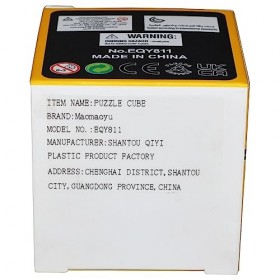 WARNING
No.EQY811
MADE IN CHINA
ITEM NAME:PUZZLE CUBE
BRAND:Maomaoyu
MODEL NO.:EQY811
MANUFACTURER:SHANTOU QIYI
PLASTIC PRODUCT FACTORY
ADDRESS:CHENGHAI DISTRICT,SHANTOU
CITY,GUANGDONG PROVINCE,CHINA